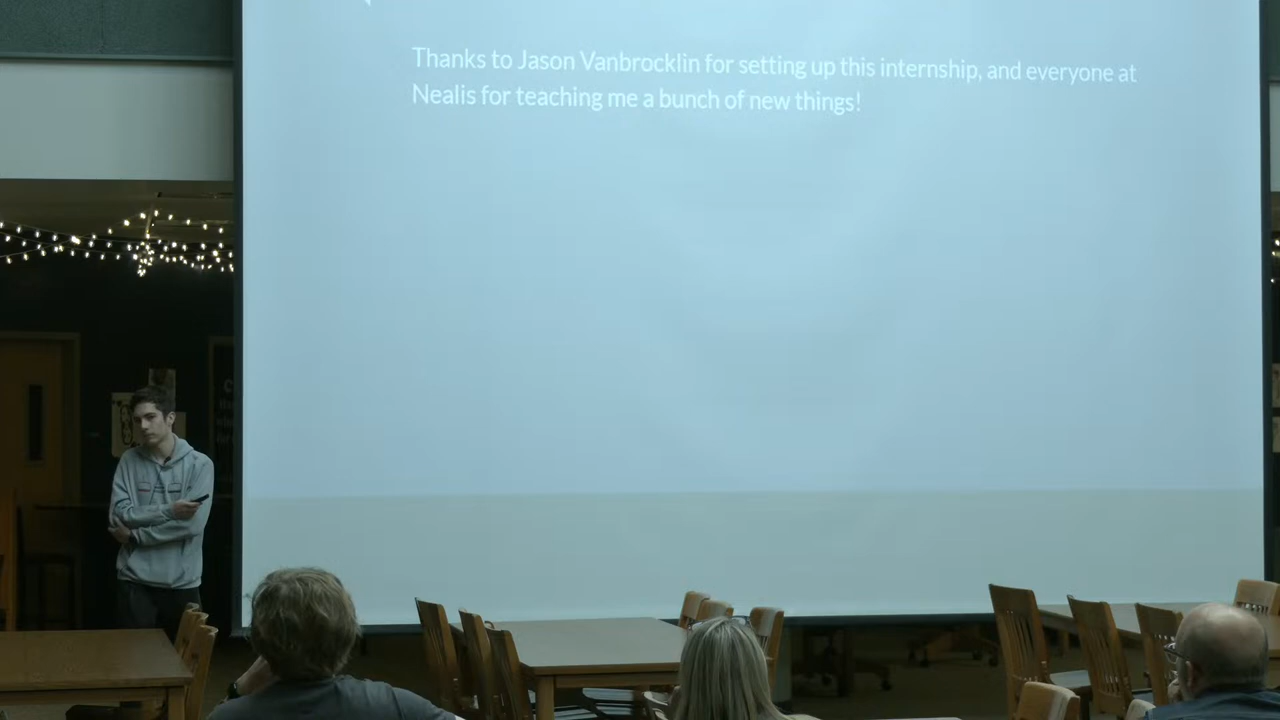 Thanks to Jason Vanbrocklin for setting up this internship, and everyone at
Nealis for teaching me a bunch of new things!